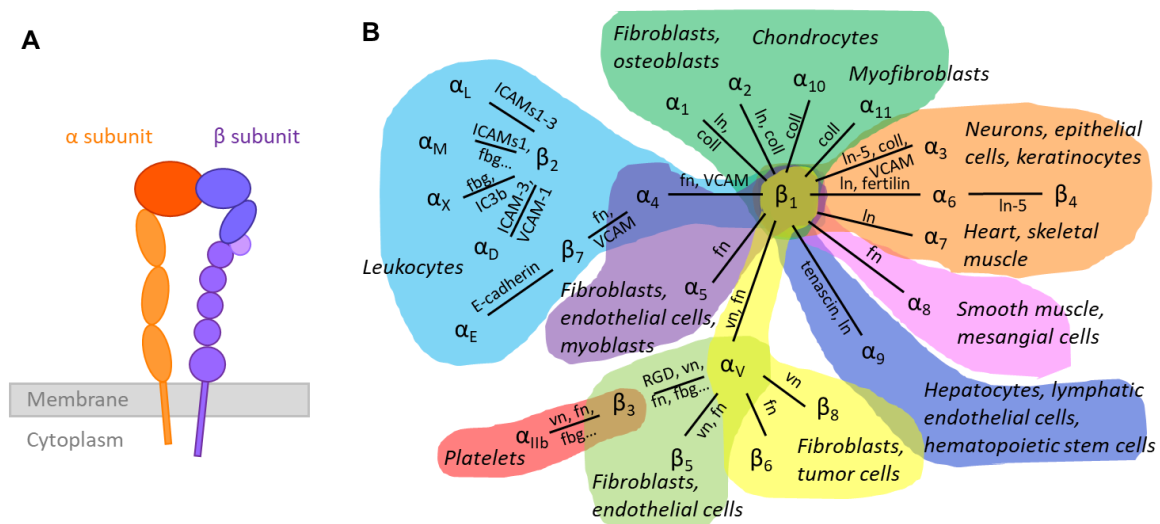 A
α subunit
β subunit
Membrane
Cytoplasm
B
Fibroblasts,
osteoblasts
Chondrocytes
Myofibroblasts
α1
α2
α10
α11
ln,
coll
ln, coll
coll
coll
αL
ICAMs1-3
αM
ICAMs1,
fbg...
β2
αX
fbg,
IC3b
ICAM-3
VCAM-1
αD
Leukocytes
β7
fn,
VCAM
E-cadherin
αE
α4
fn, VCAM
β1
ln-5, coll,
VCAM
α3
Neurons, epithelial
cells, keratinocytes
ln, fertilin
α6
ln-5
β4
ln
α7
Heart, skeletal
muscle
fn
α5
Fibroblasts,
endothelial cells,
myoblasts
fn
α8
Smooth muscle,
mesangial cells
tenascin, ln
α9
Hepatocytes, lymphatic
endothelial cells,
hematopoietic stem cells
vn, fn
αV
RGD, vn,
fn, fbg...
β3
vn, fn,
fbg...
αIIb
Platelets
vn, fn
β5
Fibroblasts,
endothelial cells
fn
β6
vn
β8
Fibroblasts,
tumor cells